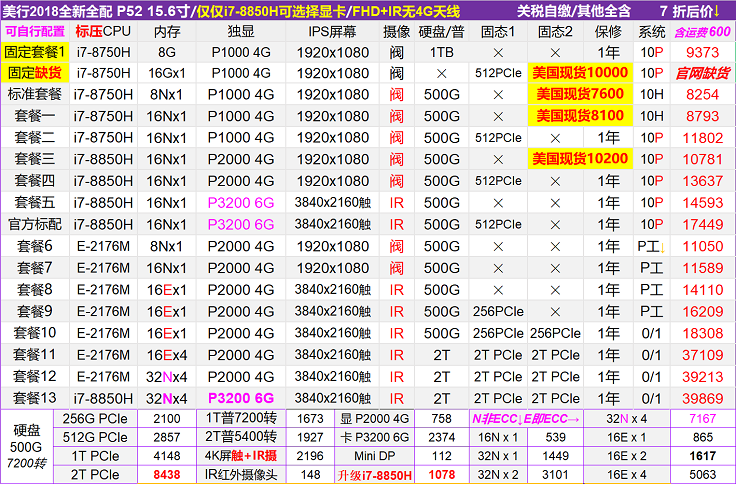 美行2018全新全配 P52 15.6寸/仅仅i7-8850H可选择显卡/FHD+IR无4G天线 关税自缴/其他全含 7 折后价↓
可自行配置 标压CPU 内存 独显 IPS屏幕 摄像 硬盘/普 固态1 固态2 保修 系统 含运费600
固定套餐1 i7-8750H 8G P1000 4G 1920x1080 阀 1TB × × 1年 10P 9373
固定缺货 i7-8750H 16Gx1 P1000 4G 1920x1080 阀 × 512PCIe 美国现货10000 10P 官网缺货
标准套餐 i7-8750H 8Nx1 P1000 4G 1920x1080 阀 500G × 美国现货7600 10H 8254
套餐一 i7-8750H 16Nx1 P1000 4G 1920x1080 阀 500G × 美国现货8100 10H 8793
套餐二 i7-8750H 16Nx1 P1000 4G 1920x1080 阀 500G 512PCIe × 1年 10P 11802
套餐三 i7-8850H 16Nx1 P2000 4G 1920x1080 阀 500G × 美国现货10200 10P 10781
套餐四 i7-8850H 16Nx1 P2000 4G 1920x1080 阀 500G 512PCIe × 1年 10P 13637
套餐五 i7-8850H 16Nx1 P3200 6G 3840x2160触 IR 500G × × 1年 10P 14593
官方标配 i7-8850H 16Nx1 P3200 6G 3840x2160触 IR 500G 512PCIe × 1年 10P 17449
套餐6 E-2176M 8Nx1 P2000 4G 1920x1080 阀 500G × × 1年 P工↓ 11050
套餐7 E-2176M 16Nx1 P2000 4G 1920x1080 阀 500G × × 1年 P工 11589
套餐8 E-2176M 16Ex1 P2000 4G 3840x2160触 IR 500G × × 1年 P工 14110
套餐9 E-2176M 16Ex1 P2000 4G 3840x2160触 IR 500G 256PCIe × 1年 P工 16209
套餐10 E-2176M 16Ex1 P2000 4G 3840x2160触 IR 500G 256PCIe 256PCIe 1年 0/1 18308
套餐11 E-2176M 16Ex4 P2000 4G 3840x2160触 IR 2T 2T PCIe 2T PCIe 1年 0/1 37109
套餐12 E-2176M 32Nx4 P2000 4G 3840x2160触 IR 2T 2T PCIe 2T PCIe 1年 0/1 39213
套餐13 i7-8850H 32Nx4 P3200 6G 3840x2160触 IR 2T 2T PCIe 2T PCIe 1年 0/1 39869
硬盘
500G
7200转
256G PCIe 2100 1T普7200转 1673 显 P2000 4G 758 N非ECC↓E即ECC→ 32N x 4 7167
512G PCIe 2857 2T普5400转 1927 卡 P3200 6G 2374 16N x 1 539 16E x 1 865
1T PCIe 4148 4K屏触+IR摄 2196 Mini DP 112 32N x 1 1449 16E x 2 1617
2T PCIe 8438 IR红外摄像头 148 升级i7-8850H 1078 32N x 2 3101 16E x 4 5063